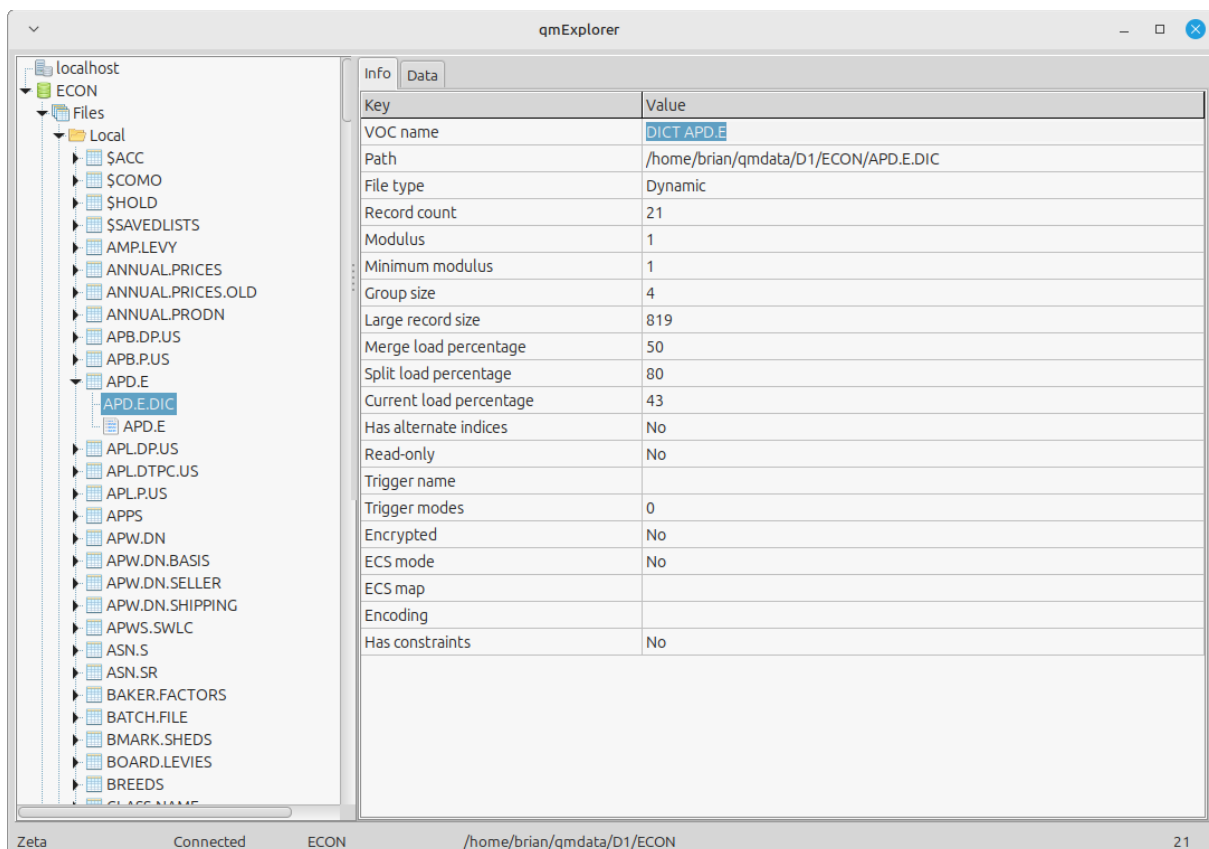 qmExplorer
localhost
ECON
Files
Local
$ACC
$COMO
$HOLD
$SAVEDLISTS
AMP.LEVY
ANNUAL.PRICES
ANNUAL.PRICES.OLD
ANNUAL.PRODN
APB.DP.US
APB.P.US
APD.E
APD.E.DIC
APD.E
APL.DP.US
APL.DTPC.US
APL.P.US
APPS
APW.DN
APW.DN.BASIS
APW.DN.SELLER
APW.DN.SHIPPING
APWS.SWLC
ASN.S
ASN.SR
BAKER.FACTORS
BATCH.FILE
BMARK.SHEDS
BOARD.LEVIES
BREEDS
CLASS.NAME
Info Data
Key Value
VOC name DICT APD.E
Path /home/brian/qmdata/D1/ECON/APD.E.DIC
File type Dynamic
Record count 21
Modulus 1
Minimum modulus 1
Group size 4
Large record size 819
Merge load percentage 50
Split load percentage 80
Current load percentage 43
Has alternate indices No
Read-only No
Trigger name
Trigger modes 0
Encrypted No
ECS mode No
ECS map
Encoding
Has constraints No
Zeta Connected ECON /home/brian/qmdata/D1/ECON 21